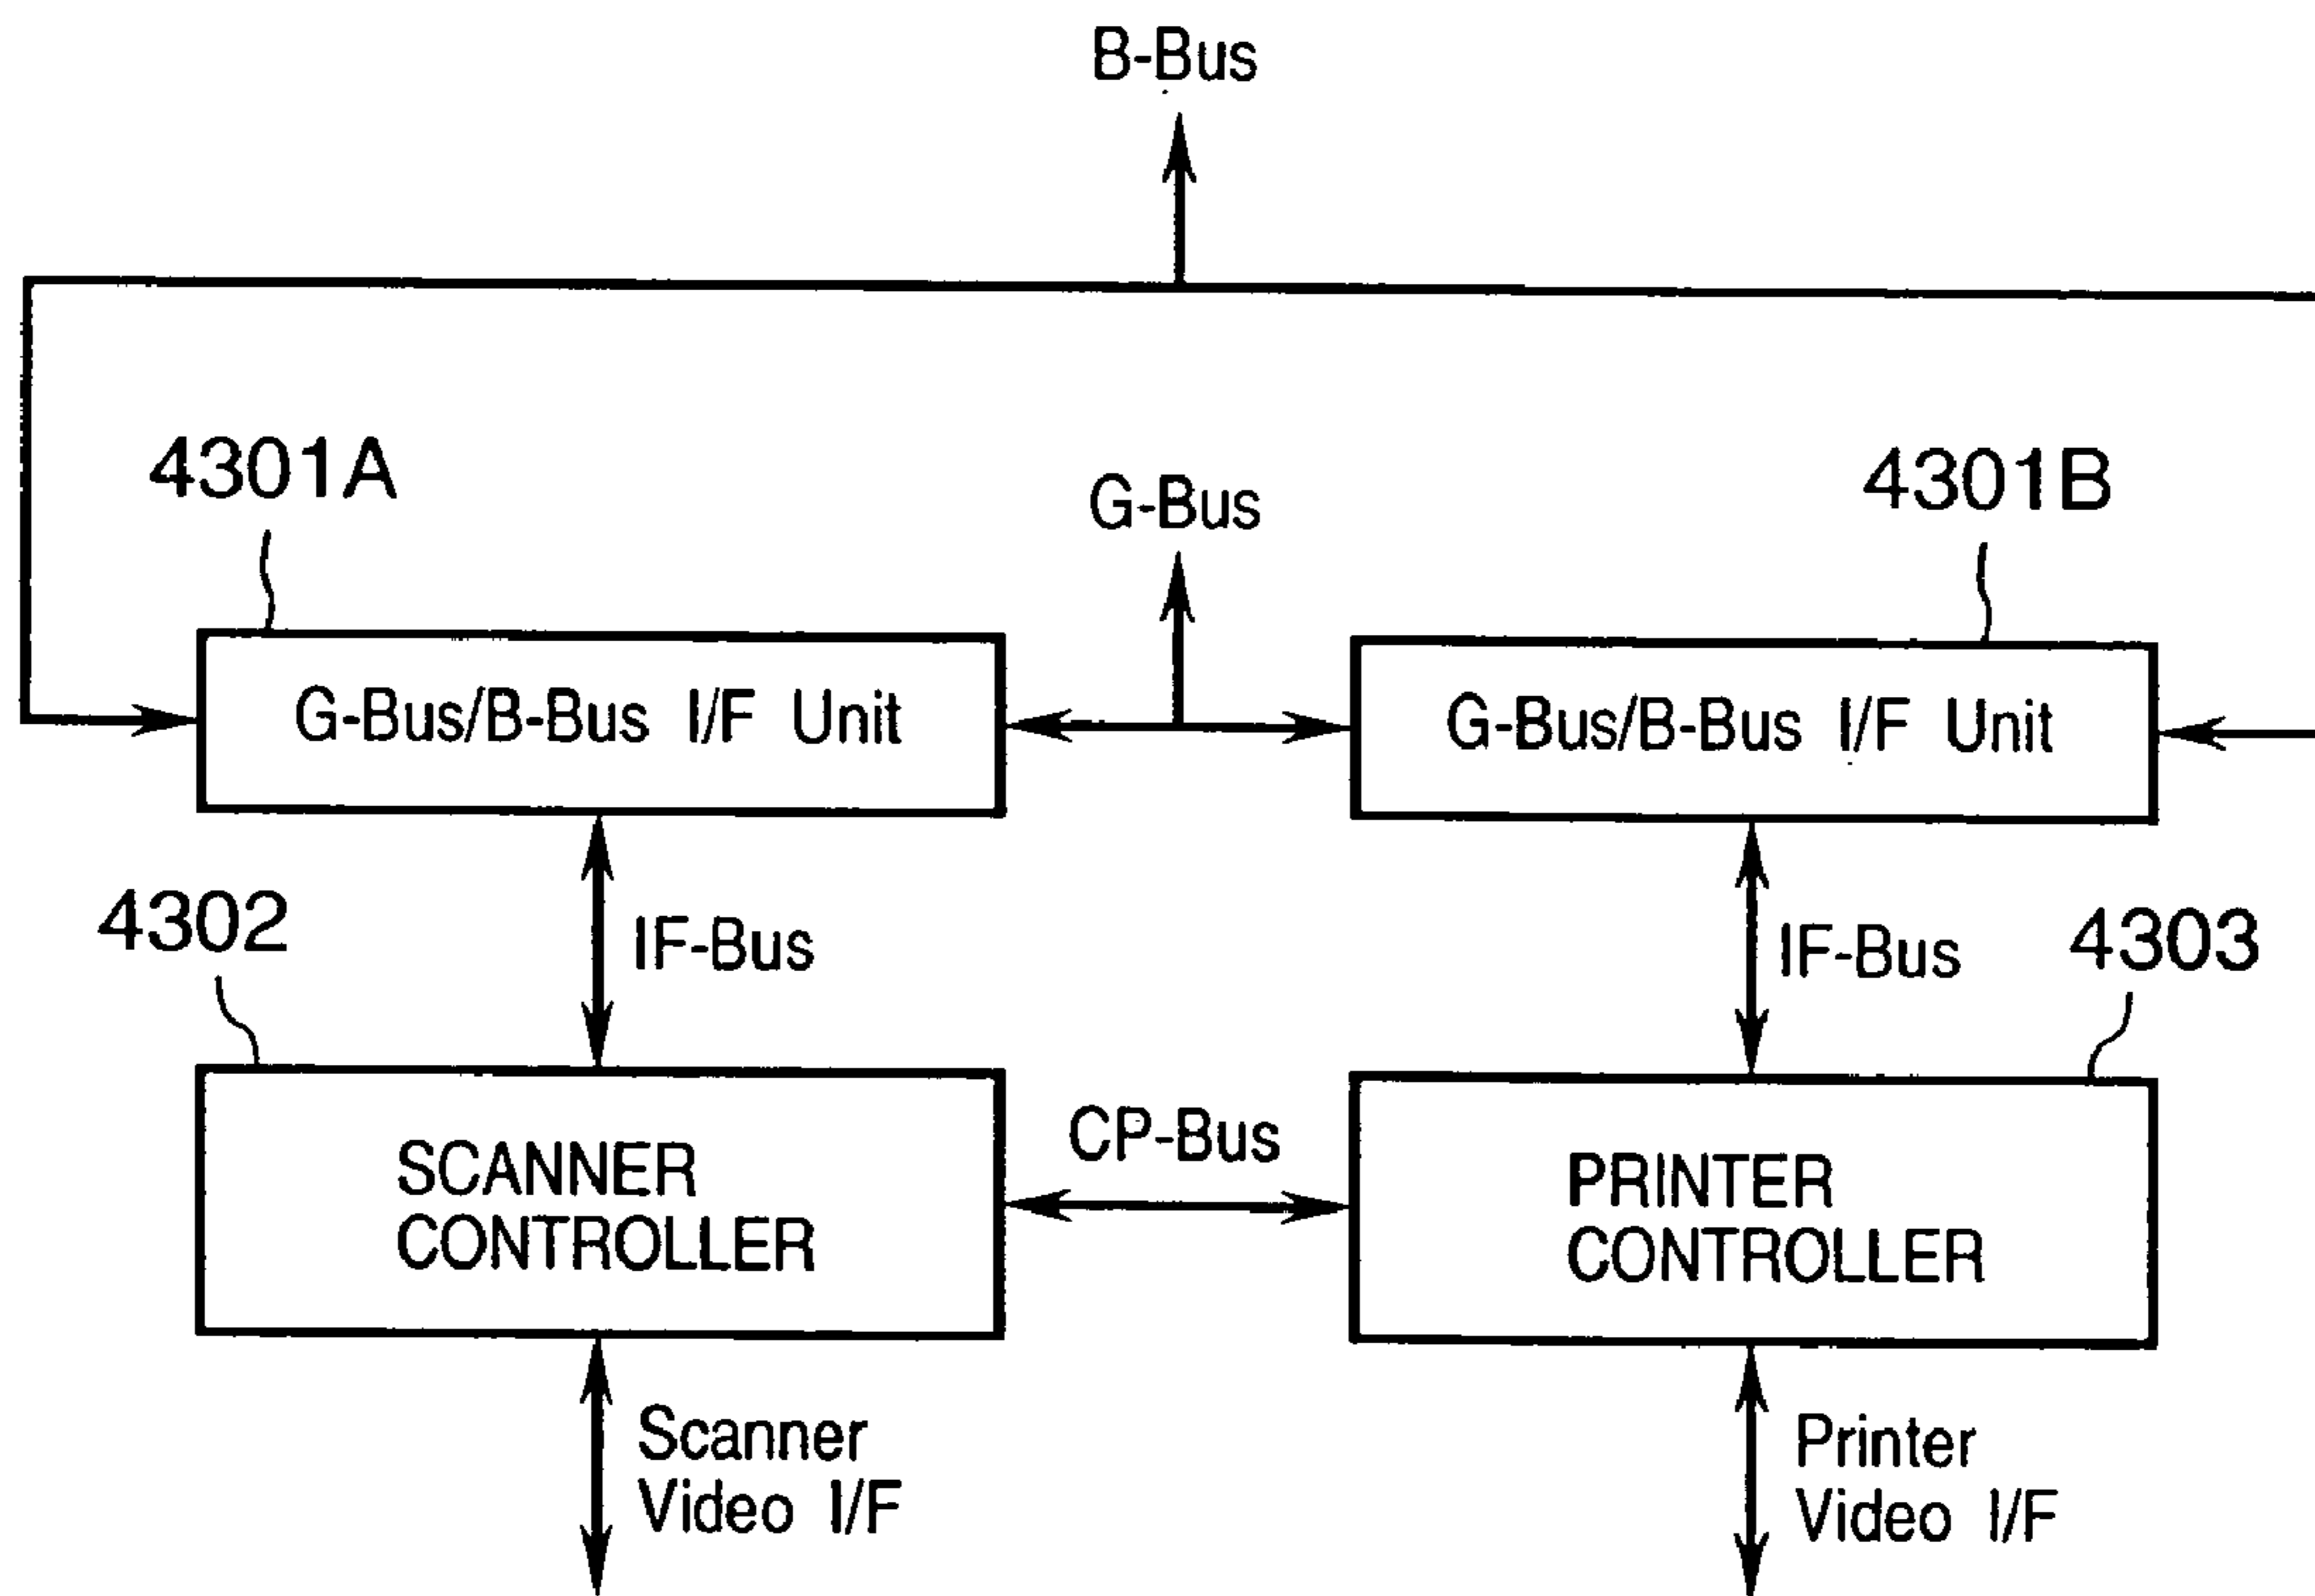 B-Bus
4301A
G-Bus
4301B
G-Bus/B-Bus I/F Unit
G-Bus/B-Bus I/F Unit
4302
IF-Bus
IF-Bus
4303
SCANNER
CONTROLLER
CP-Bus
PRINTER
CONTROLLER
Scanner
Video I/F
Printer
Video I/F